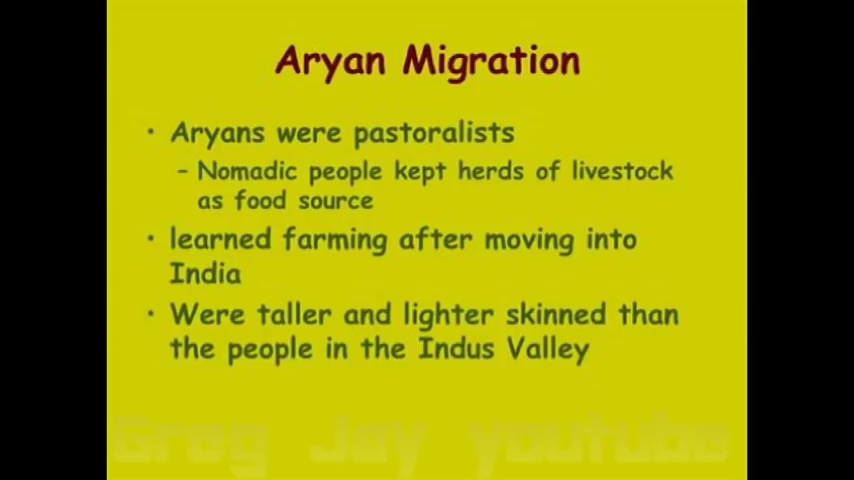 Aryan Migration
• Aryans were pastoralists
– Nomadic people kept herds of livestock
as food source
• learned farming after moving into
India
• Were taller and lighter skinned than
the people in the Indus Valley
Greg Jay youtube